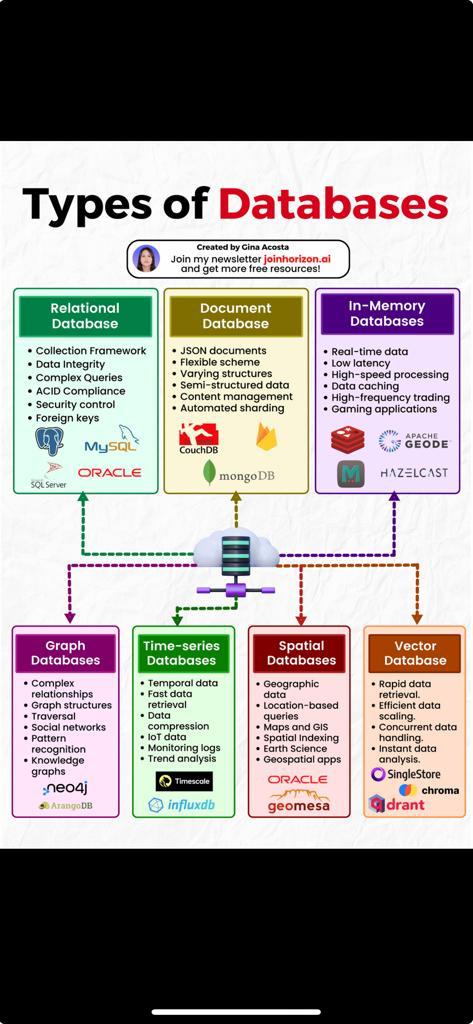 Types of Databases
Created by Gina Acosta
Join my newsletter joinhorizon.ai
and get more free resources!
Relational
Database
• Collection Framework
• Data Integrity
• Complex Queries
• ACID Compliance
• Security control
• Foreign keys
MySQL
SQL Server
ORACLE
Document
Database
• JSON documents
• Flexible scheme
• Varying structures
• Semi-structured data
• Content management
• Automated sharding
CouchDB
mongoDB
In-Memory
Databases
• Real-time data
• Low latency
• High-speed processing
• Data caching
• High-frequency trading
• Gaming applications
APACHE
GEODE
M
HAZELCAST
Graph
Databases
• Complex
relationships
• Graph structures
• Traversal
• Social networks
• Pattern
recognition
• Knowledge
graphs
neo4j
ArangoDB
Time-series
Databases
• Temporal data
• Fast data
retrieval
• Data
compression
• IoT data
• Monitoring logs
• Trend analysis
Timescale
influxdb
Spatial
Databases
• Geographic
data
• Location-based
queries
• Maps and GIS
• Spatial Indexing
• Earth Science
• Geospatial apps
ORACLE
geomesa
Vector
Database
• Rapid data
retrieval.
• Efficient data
scaling.
• Concurrent data
handling.
• Instant data
analysis.
SingleStore
chroma
qdrant